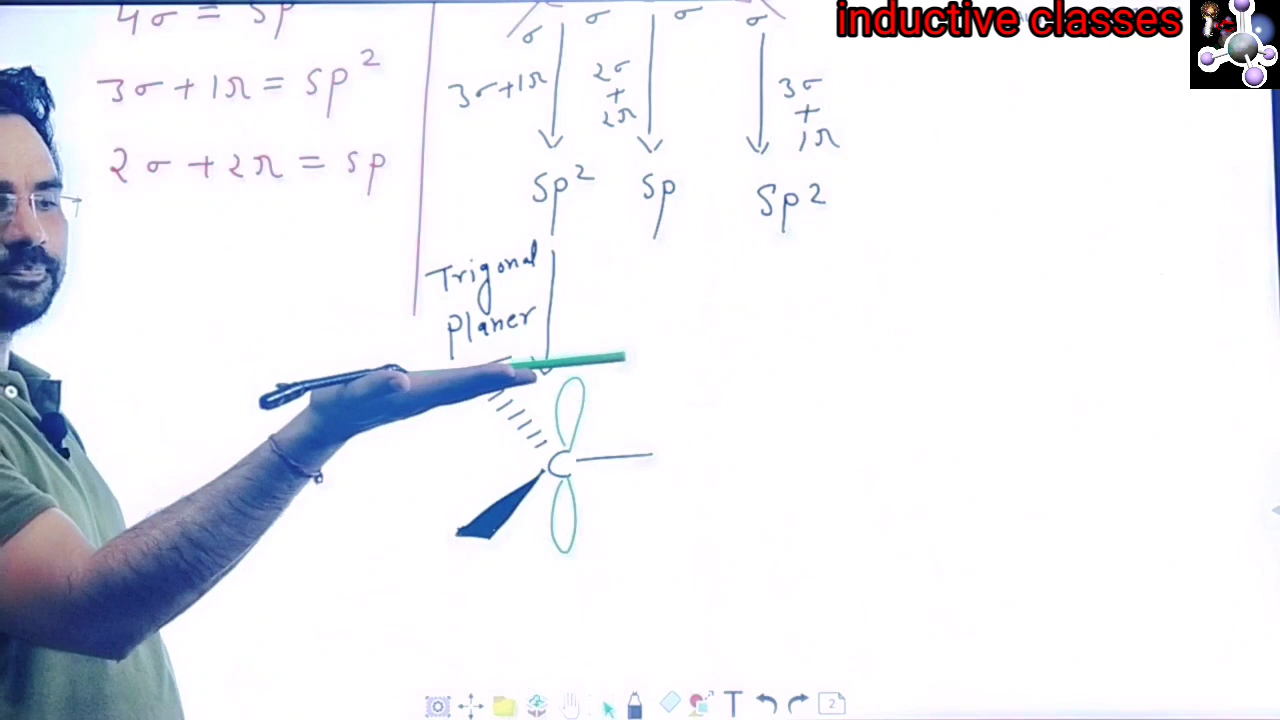 inductive classes
4σ = sp
3σ + 1π = sp²
2σ + 2π = sp
σ σ σ σ
3σ+1π
2σ
+
2π
3σ
+
1π
sp² sp sp²
Trigonal
planer
C
T
2